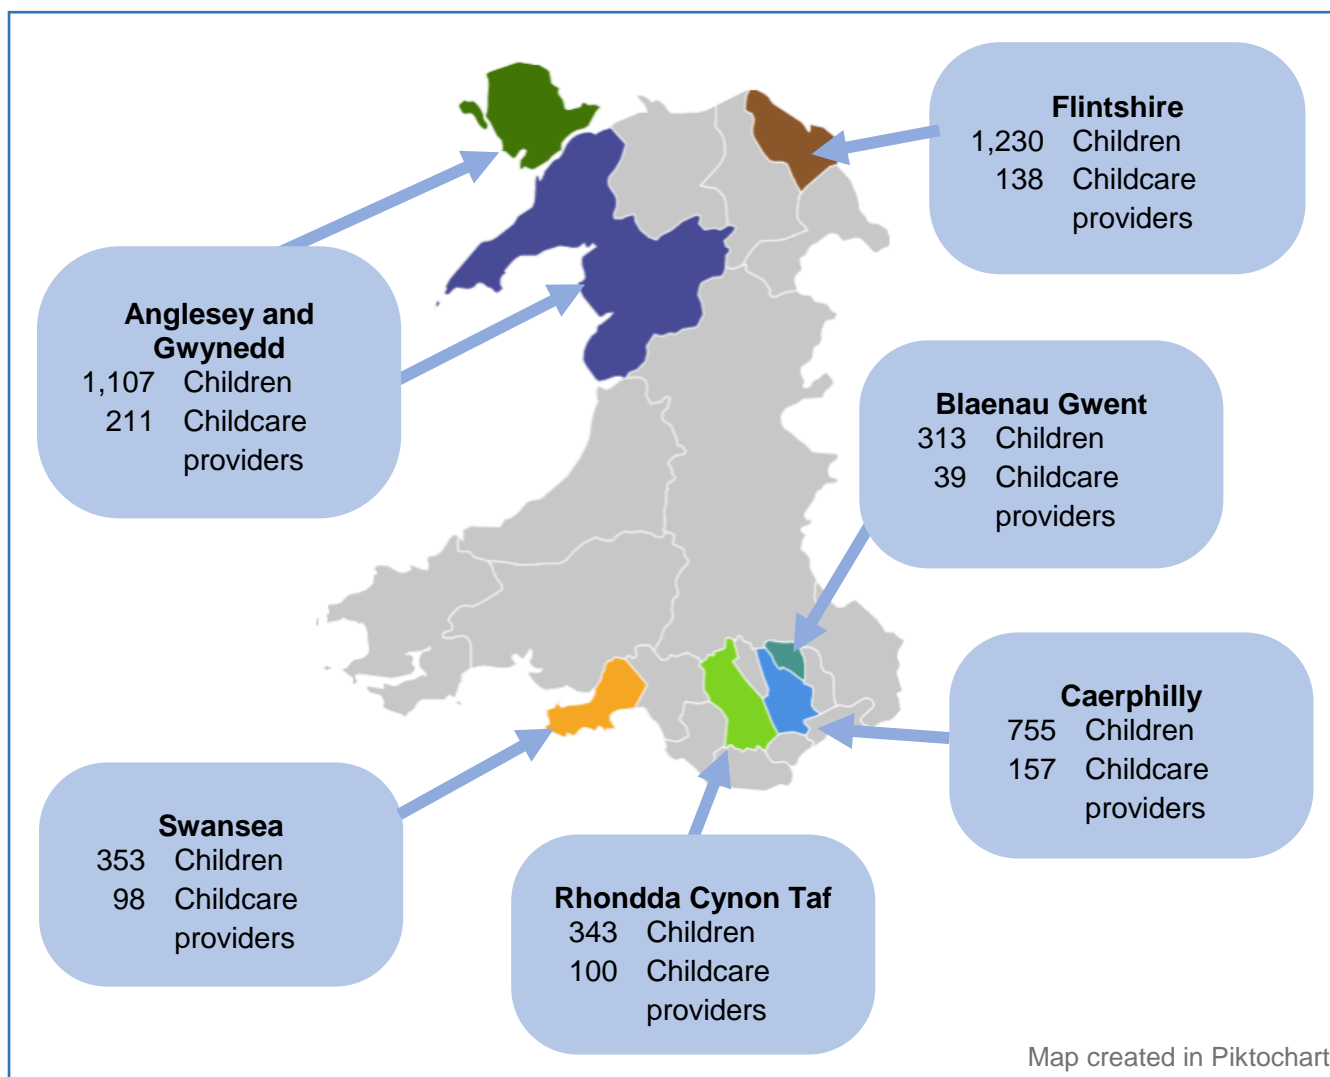 Flintshire
1,230 Children
138 Childcare
providers
Anglesey and
Gwynedd
1,107 Children
211 Childcare
providers
Blaenau Gwent
313 Children
39 Childcare
providers
Caerphilly
755 Children
157 Childcare
providers
Swansea
353 Children
98 Childcare
providers
Rhondda Cynon Taf
343 Children
100 Childcare
providers
Map created in Piktochart